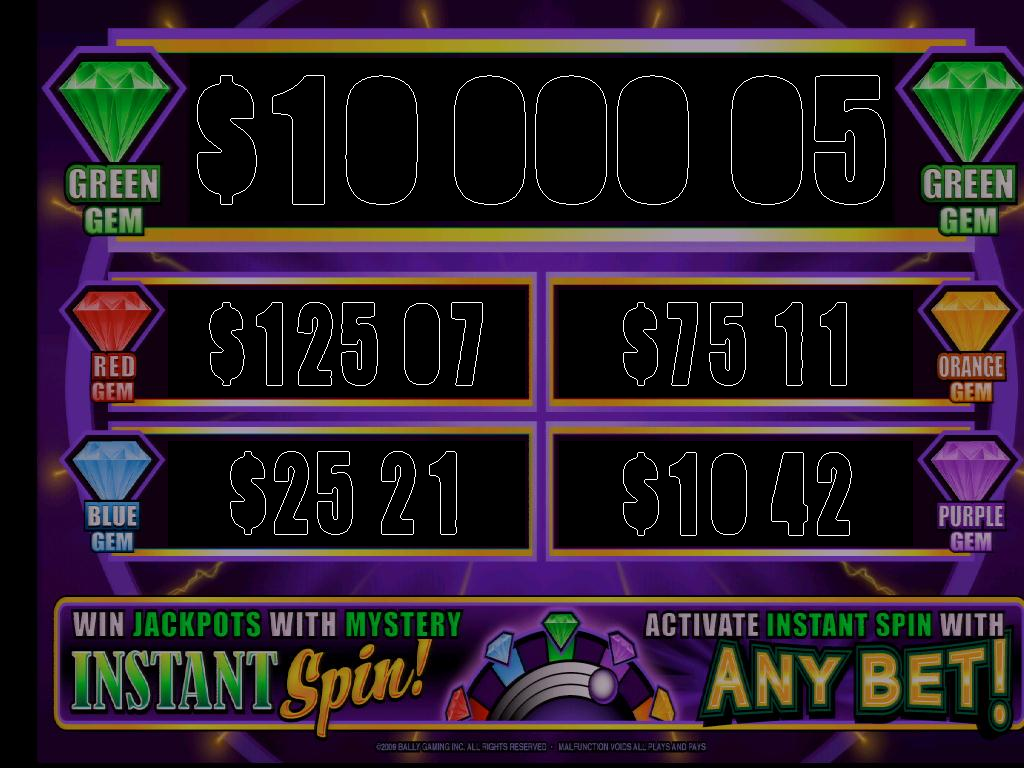 $10 000 05
GREEN GEM
GREEN GEM
$125 07
RED GEM
$75 11
ORANGE GEM
$25 21
BLUE GEM
$10 42
PURPLE GEM
WIN JACKPOTS WITH MYSTERY
INSTANT Spin!
ACTIVATE INSTANT SPIN WITH
ANY BET!
©2009 BALLY GAMING INC. ALL RIGHTS RESERVED · MALFUNCTION VOIDS ALL PLAYS AND PAYS